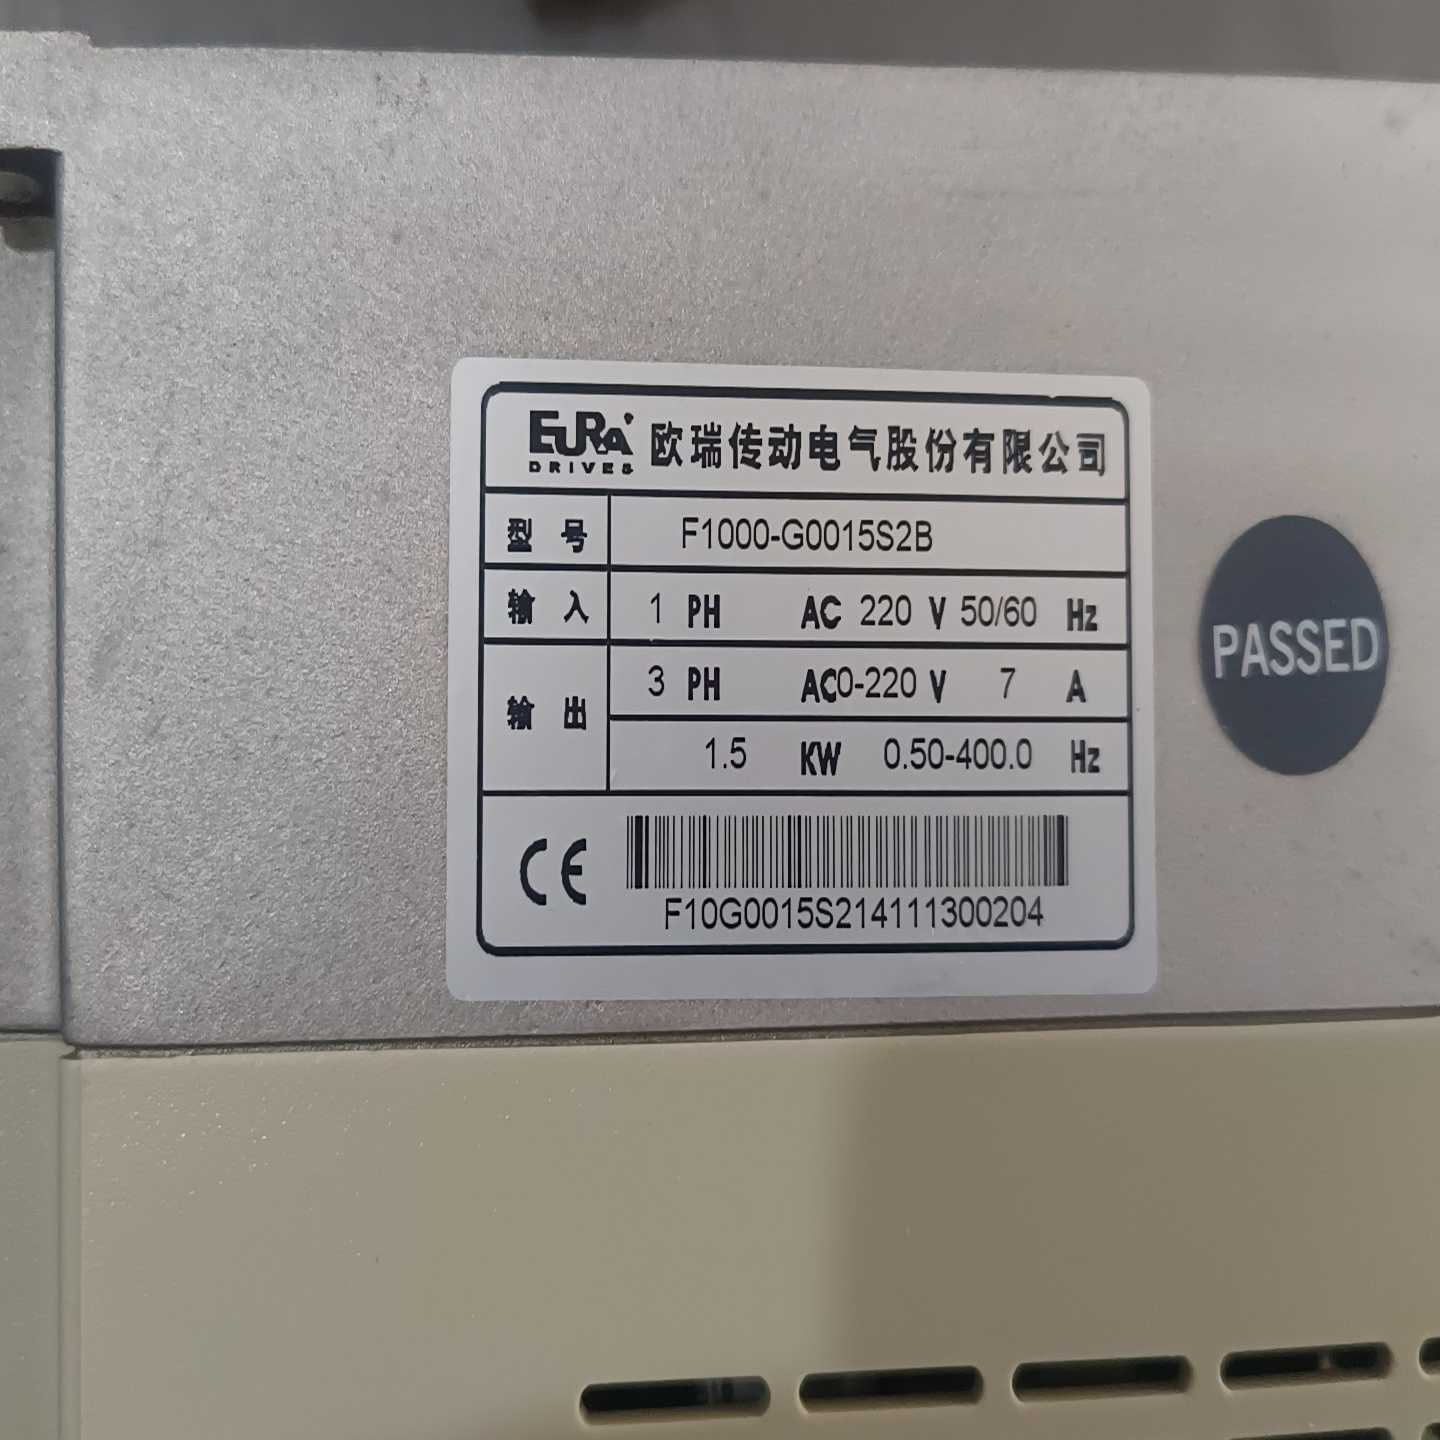 EURA DRIVES 欧瑞传动电气股份有限公司
型 号 F1000-G0015S2B
输 入 1 PH AC 220 V 50/60 Hz
输 出 3 PH AC0-220 V 7 A
1.5 KW 0.50-400.0 Hz
CE
F10G0015S214111300204
PASSED